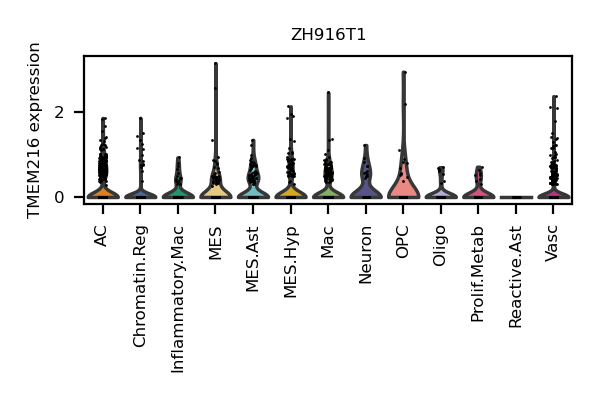 ZH916T1
TMEM216 expression
2
0
AC
Chromatin.Reg
Inflammatory.Mac
MES
MES.Ast
MES.Hyp
Mac
Neuron
OPC
Oligo
Prolif.Metab
Reactive.Ast
Vasc